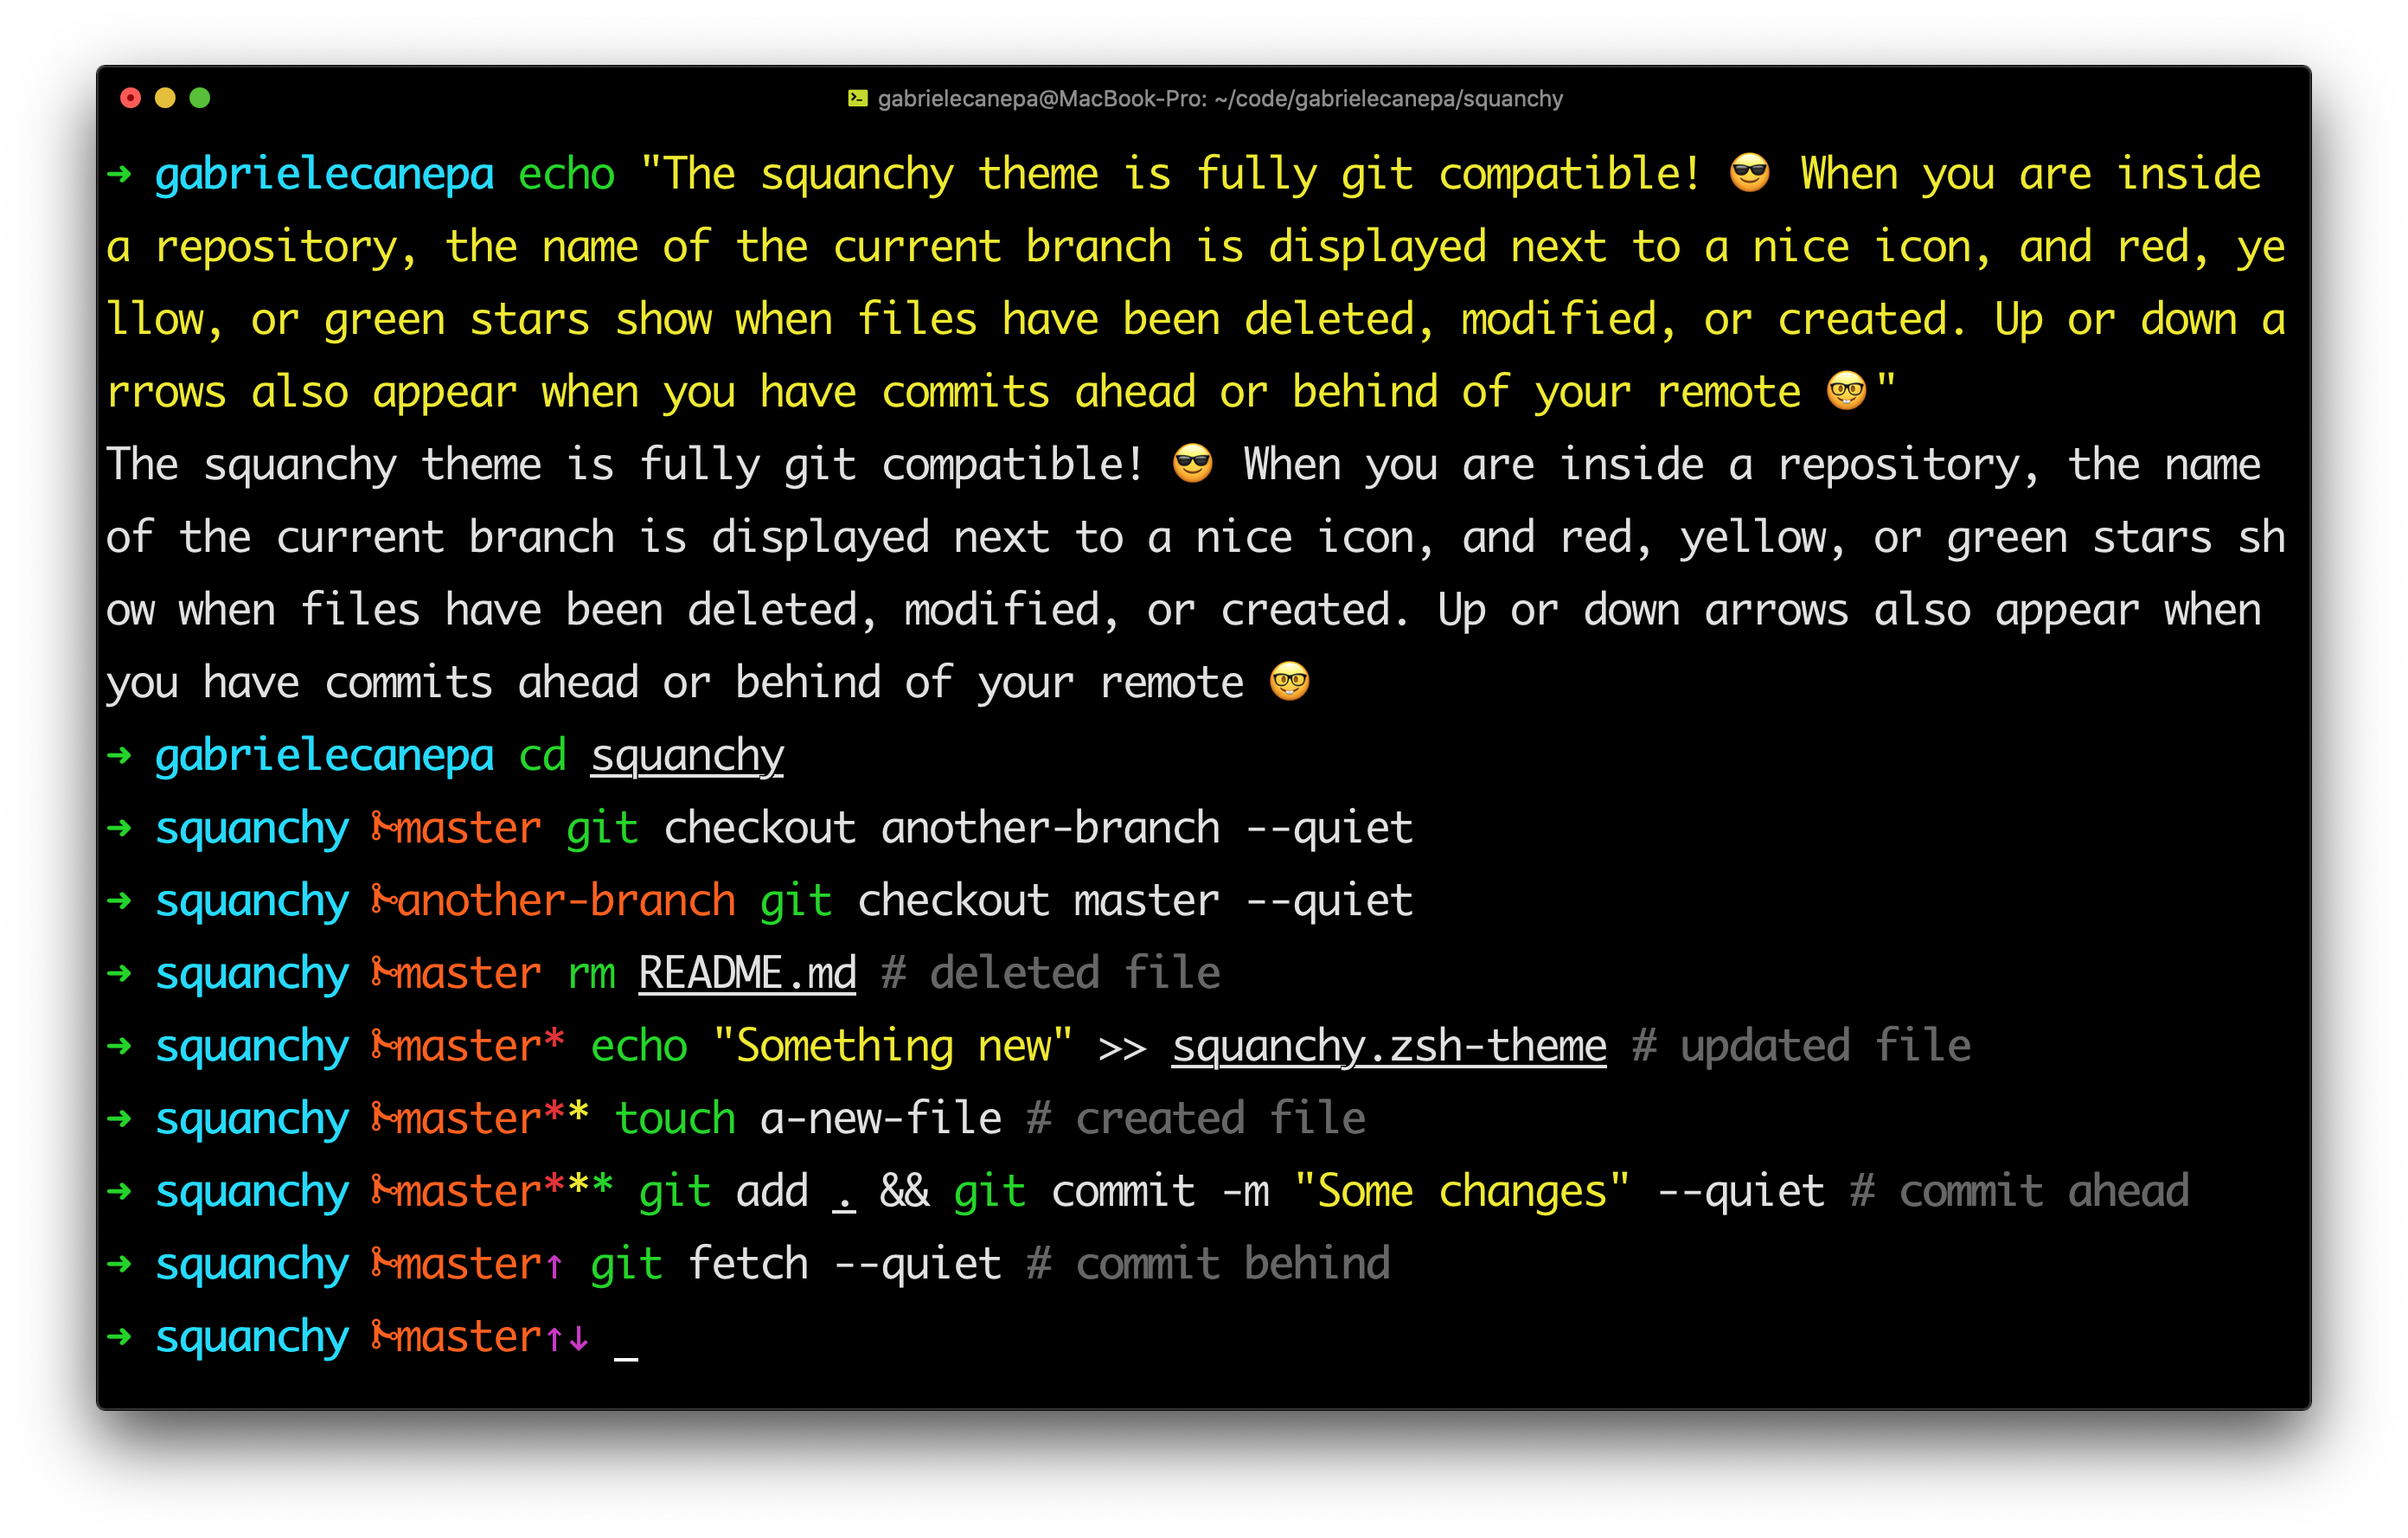 gabrielecanepa@MacBook-Pro: ~/code/gabrielecanepa/squanchy
➜ gabrielecanepa echo "The squanchy theme is fully git compatible! 😎 When you are inside
a repository, the name of the current branch is displayed next to a nice icon, and red, ye
llow, or green stars show when files have been deleted, modified, or created. Up or down a
rrows also appear when you have commits ahead or behind of your remote 🤓"
The squanchy theme is fully git compatible! 😎 When you are inside a repository, the name
of the current branch is displayed next to a nice icon, and red, yellow, or green stars sh
ow when files have been deleted, modified, or created. Up or down arrows also appear when
you have commits ahead or behind of your remote 🤓
➜ gabrielecanepa cd squanchy
➜ squanchy master git checkout another-branch --quiet
➜ squanchy another-branch git checkout master --quiet
➜ squanchy master rm README.md # deleted file
➜ squanchy master* echo "Something new" >> squanchy.zsh-theme # updated file
➜ squanchy master** touch a-new-file # created file
➜ squanchy master*** git add . && git commit -m "Some changes" --quiet # commit ahead
➜ squanchy master↑ git fetch --quiet # commit behind
➜ squanchy master↑↓ _